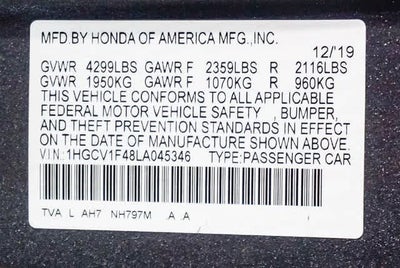 MFD.BY HONDA OF AMERICA MFG.,INC.
12/'19
GVWR 4299LBS GAWR F 2359LBS R 2116LBS
GVWR 1950KG GAWR F 1070KG R 960KG
THIS VEHICLE CONFORMS TO ALL APPLICABLE
FEDERAL MOTOR VEHICLE SAFETY , BUMPER,
AND THEFT PREVENTION STANDARDS IN EFFECT
ON THE DATE OF MANUFACTURE SHOWN ABOVE.
VIN:1HGCV1F48LA045346 TYPE:PASSENGER CAR
TVA L AH7 NH797M A A